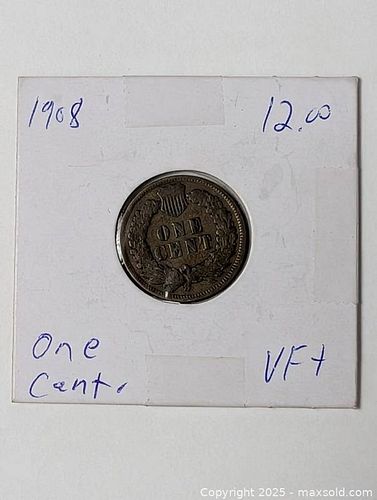 1908 12.00
ONE
CENT
One VF+
Cent.
Copyright © 2025 - maxsold.com